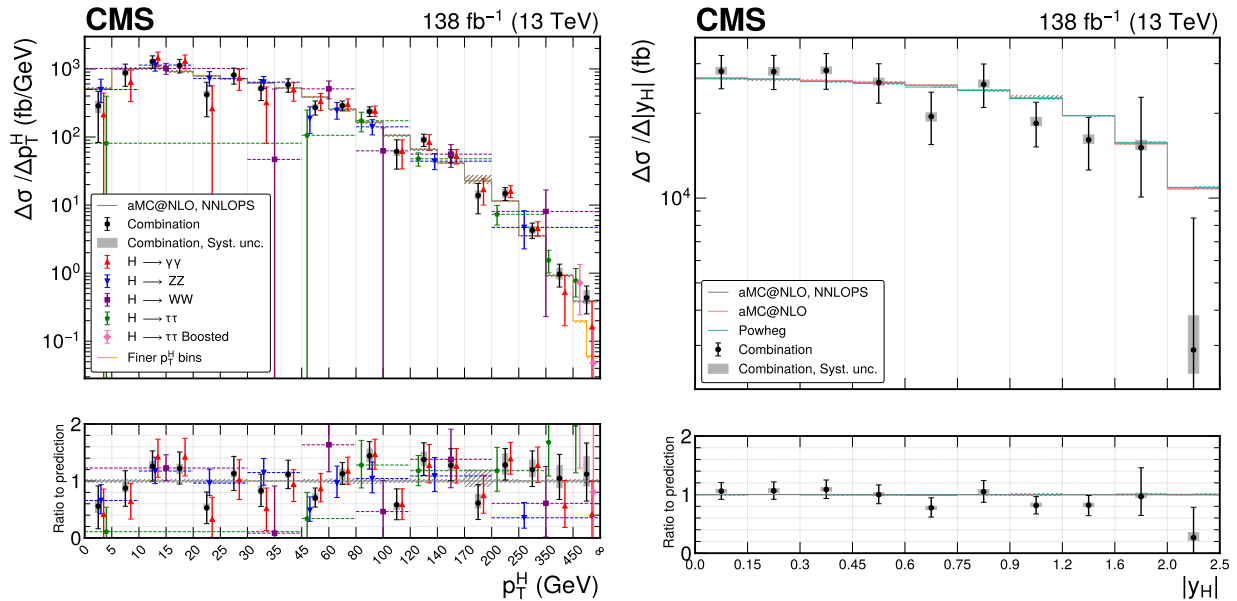 CMS 138 fb⁻¹ (13 TeV)
Δσ/Δp_T^H (fb/GeV)
10³
10²
10¹
10⁰
10⁻¹
aMC@NLO, NNLOPS
Combination
Combination, Syst. unc.
H → γγ
H → ZZ
H → WW
H → ττ
H → ττ Boosted
Finer p_T^H bins
Ratio to prediction
2
1
0
0 5 10 15 20 25 30 35 45 60 80 100 120 140 170 200 250 350 450 ∞
p_T^H (GeV)
CMS 138 fb⁻¹ (13 TeV)
Δσ/Δ|y_H| (fb)
10⁴
aMC@NLO, NNLOPS
aMC@NLO
Powheg
Combination
Combination, Syst. unc.
Ratio to prediction
2
1
0
0.0 0.15 0.3 0.45 0.6 0.75 0.9 1.2 1.6 2.0 2.5
|y_H|